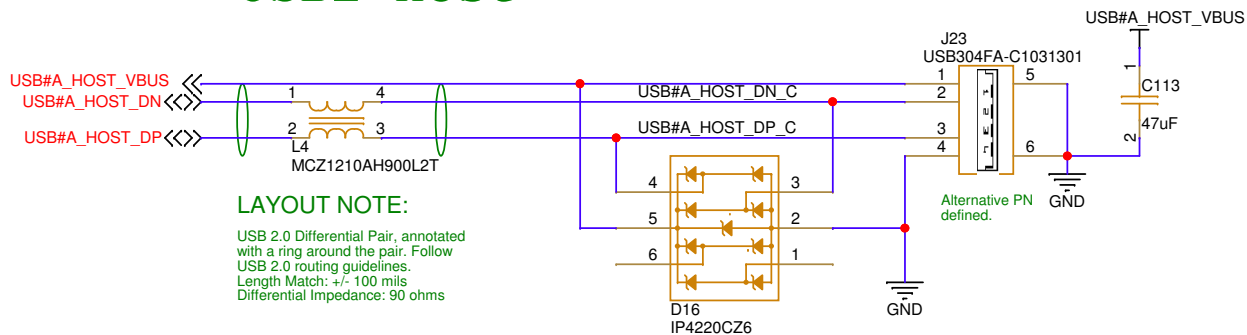 USB#A_HOST_VBUS
J23
USB304FA-C1031301
USB#A_HOST_VBUS
USB#A_HOST_DN
USB#A_HOST_DP
1
4
2
3
L4
MCZ1210AH900L2T
USB#A_HOST_DN_C
USB#A_HOST_DP_C
1
2
3
4
5
6
1
C113
47uF
2
GND
Alternative PN
defined.
LAYOUT NOTE:
USB 2.0 Differential Pair, annotated
with a ring around the pair. Follow
USB 2.0 routing guidelines.
Length Match: +/- 100 mils
Differential Impedance: 90 ohms
4
3
5
2
6
1
D16
IP4220CZ6
GND